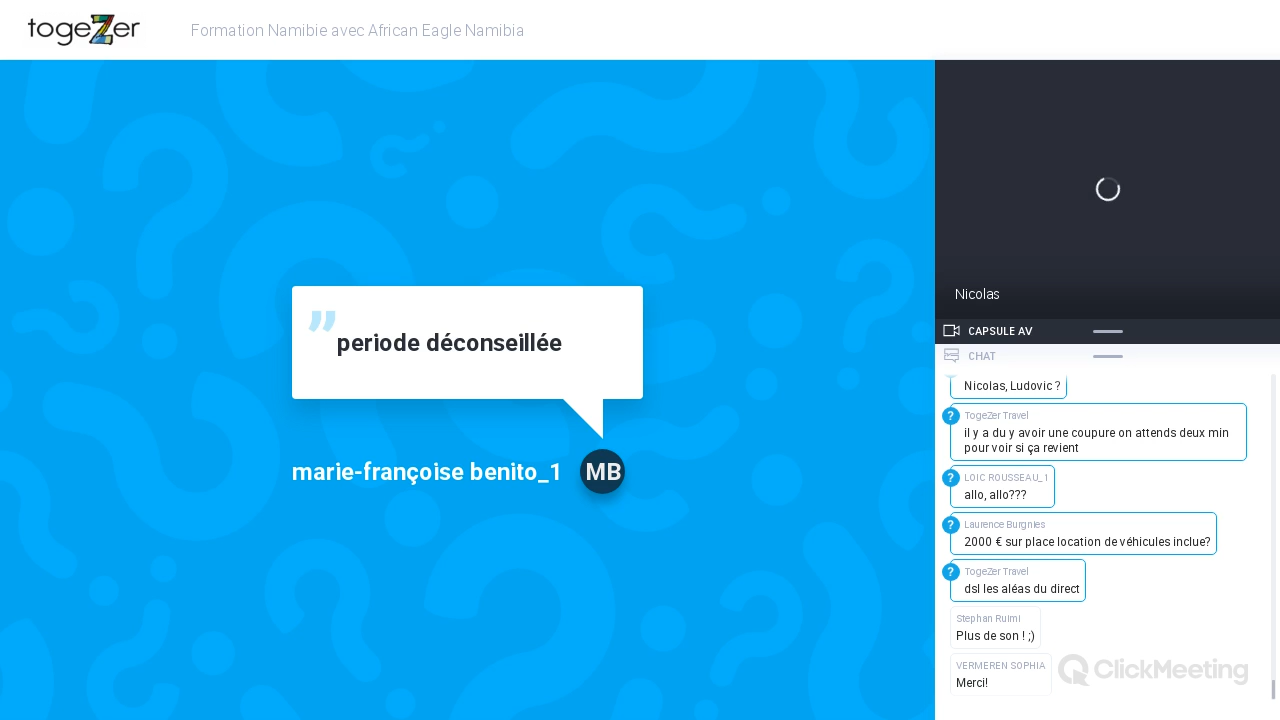 togeZer
Formation Namibie avec African Eagle Namibia
periode déconseillée
marie-françoise benito_1
MB
Nicolas
CAPSULE AV
CHAT
Nicolas, Ludovic ?
?
TogeZer Travel
il y a du y avoir une coupure on attends deux min
pour voir si ça revient
?
LOIC ROUSSEAU_1
allo, allo???
?
Laurence Burgnies
2000 € sur place location de véhicules inclue?
?
TogeZer Travel
dsl les aléas du direct
Stephan Ruimi
Plus de son ! ;)
VERMEREN SOPHIA
Merci!
ClickMeeting